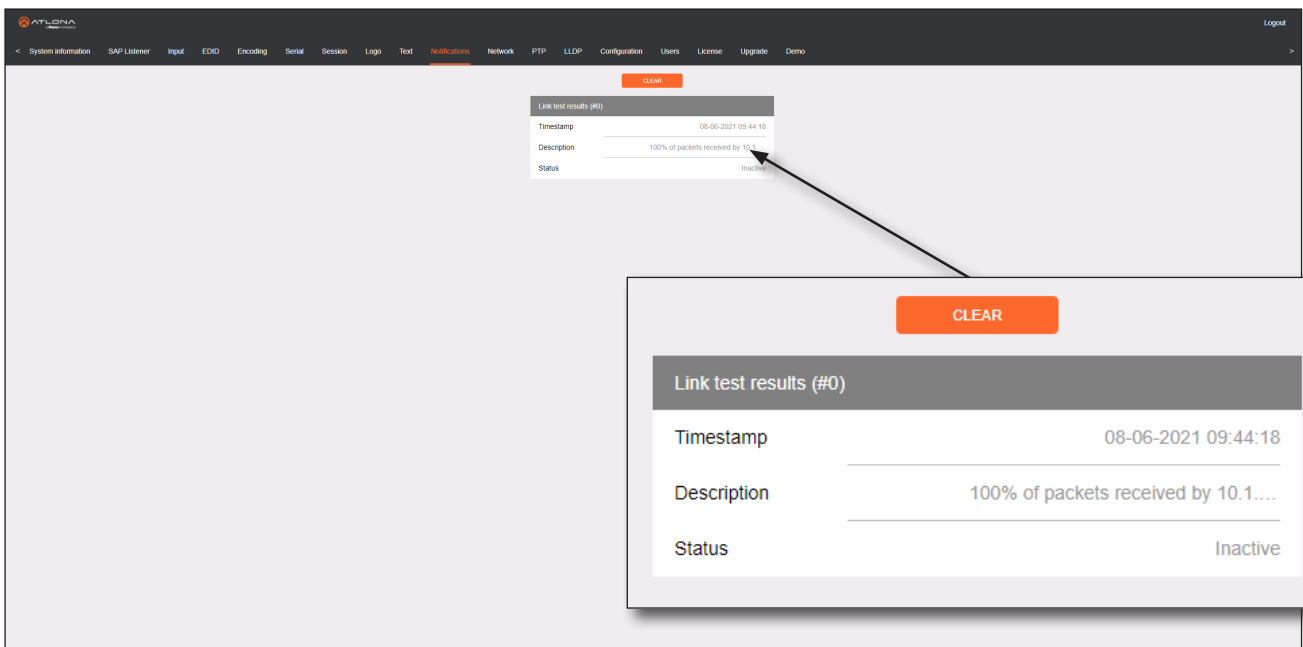 ATLONA
Logout
< System information SAP Listener Input EDID Encoding Serial Session Logo Text Notifications Network PTP LLDP Configuration Users License Upgrade Demo >
CLEAR
Link test results (#0)
Timestamp 08-06-2021 09:44:18
Description 100% of packets received by 10.1....
Status Inactive
CLEAR
Link test results (#0)
Timestamp 08-06-2021 09:44:18
Description 100% of packets received by 10.1....
Status Inactive